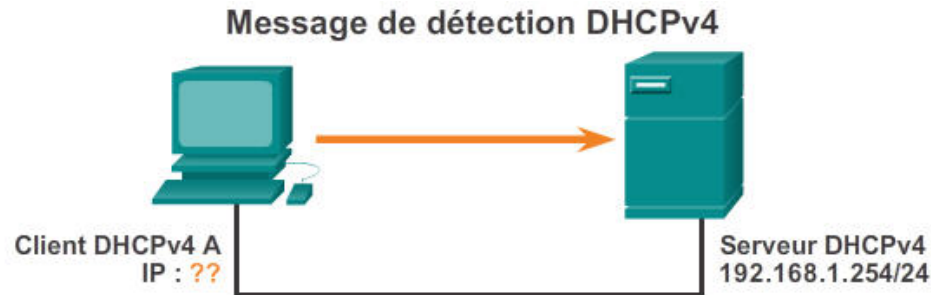 Message de détection DHCPv4
Client DHCPv4 A
IP : ??
Serveur DHCPv4
192.168.1.254/24